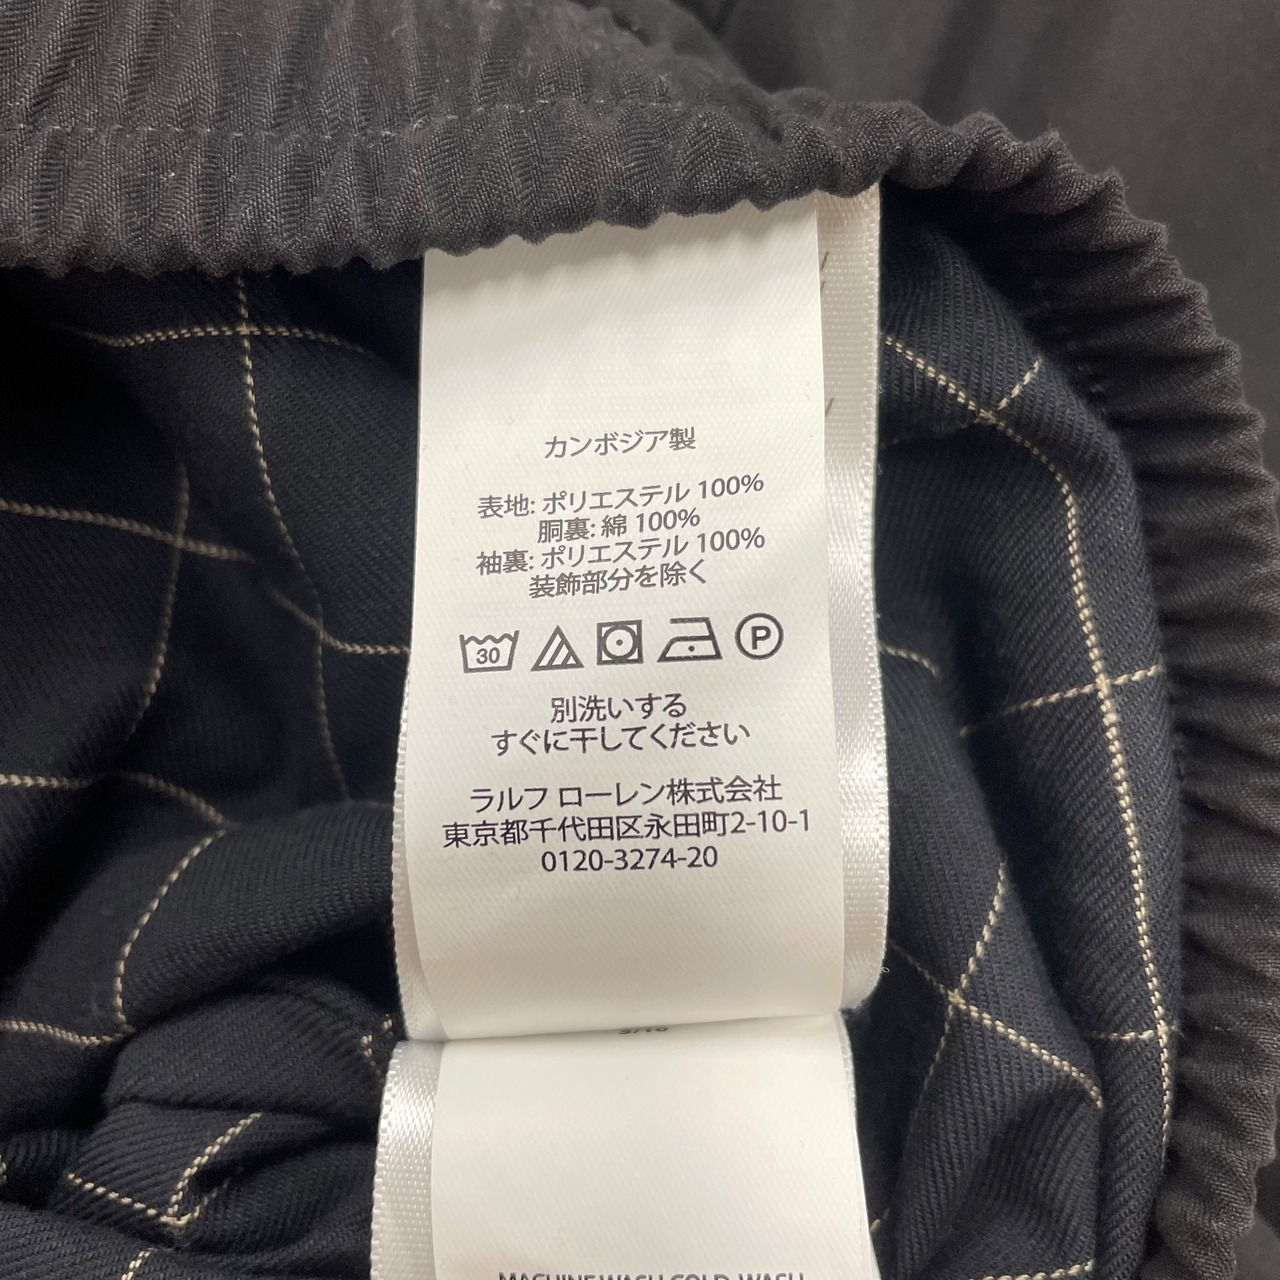 カンボジア製
表地: ポリエステル 100%
胴裏: 綿 100%
袖裏: ポリエステル 100%
装飾部分を除く
30 P
別洗いする
すぐに干してください
ラルフ ローレン株式会社
東京都千代田区永田町2-10-1
0120-3274-20
MACHINE WASH COLD, WASH